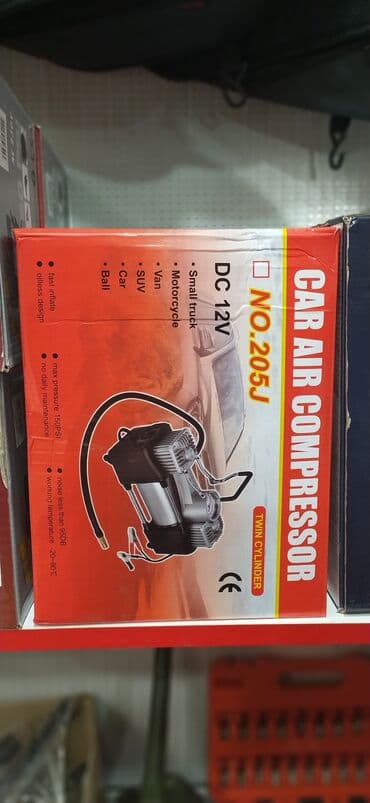 CAR AIR COMPRESSOR
NO.205J
TWIN CYLINDER
DC 12V
• Small truck
• Motorcycle
• Van
• SUV
• Car
• Ball
CE
• fast inflate
• oilless design
• max pressure 150PSI
• no daily maintenance
• noise less than 95DB
• working temperature -20~80℃